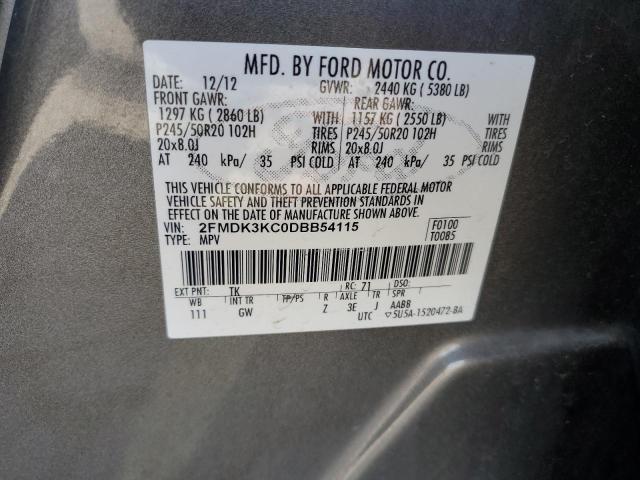 MFD. BY FORD MOTOR CO.
DATE: 12/12 GVWR: 2440 KG ( 5380 LB)
FRONT GAWR: REAR GAWR:
1297 KG ( 2860 LB) WITH 1157 KG ( 2550 LB) WITH
P245/50R20 102H TIRES P245/50R20 102H TIRES
20x8.0J RIMS 20x8.0J RIMS
AT 240 kPa/ 35 PSI COLD AT 240 kPa/ 35 PSI COLD
THIS VEHICLE CONFORMS TO ALL APPLICABLE FEDERAL MOTOR
VEHICLE SAFETY AND THEFT PREVENTION STANDARDS IN
EFFECT ON THE DATE OF MANUFACTURE SHOWN ABOVE.
VIN: 2FMDK3KC0DBB54115 F0100
TYPE: MPV T0085
EXT PNT: TK RC: 71 DSO:
WB INT TR TP/PS R AXLE TR SPR
111 GW Z 3E J AABB
UTC ▽5U5A-1520472-BA
Ford